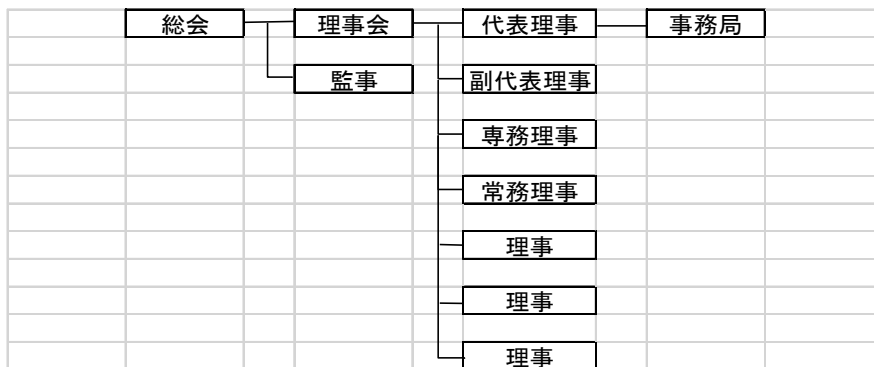 総会 理事会 代表理事 事務局
監事 副代表理事
専務理事
常務理事
理事
理事
理事